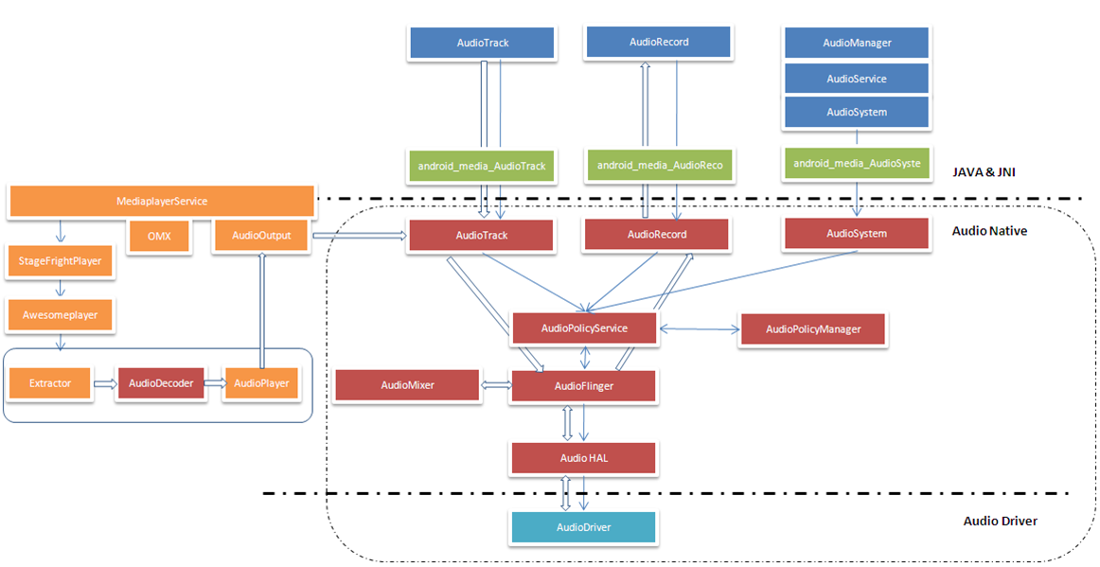 AudioTrack
AudioRecord
AudioManager
AudioService
AudioSystem
android_media_AudioTrack
android_media_AudioReco
android_media_AudioSyste
JAVA & JNI
MediaplayerService
OMX
AudioOutput
AudioTrack
AudioRecord
AudioSystem
Audio Native
StageFrightPlayer
Awesomeplayer
AudioPolicyService
AudioPolicyManager
Extractor
AudioDecoder
AudioPlayer
AudioMixer
AudioFlinger
Audio HAL
AudioDriver
Audio Driver